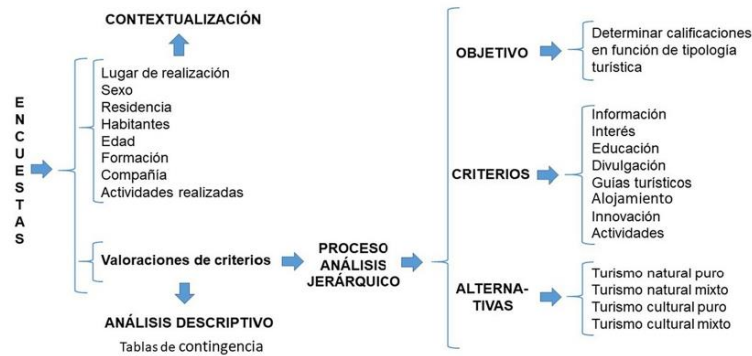 CONTEXTUALIZACIÓN
ENCUESTAS
Lugar de realización
Sexo
Residencia
Habitantes
Edad
Formación
Compañía
Actividades realizadas
Valoraciones de criterios
ANÁLISIS DESCRIPTIVO
Tablas de contingencia
PROCESO
ANÁLISIS
JERÁRQUICO
OBJETIVO
Determinar calificaciones
en función de tipología
turística
CRITERIOS
Información
Interés
Educación
Divulgación
Guías turísticos
Alojamiento
Innovación
Actividades
ALTERNA-
TIVAS
Turismo natural puro
Turismo natural mixto
Turismo cultural puro
Turismo cultural mixto